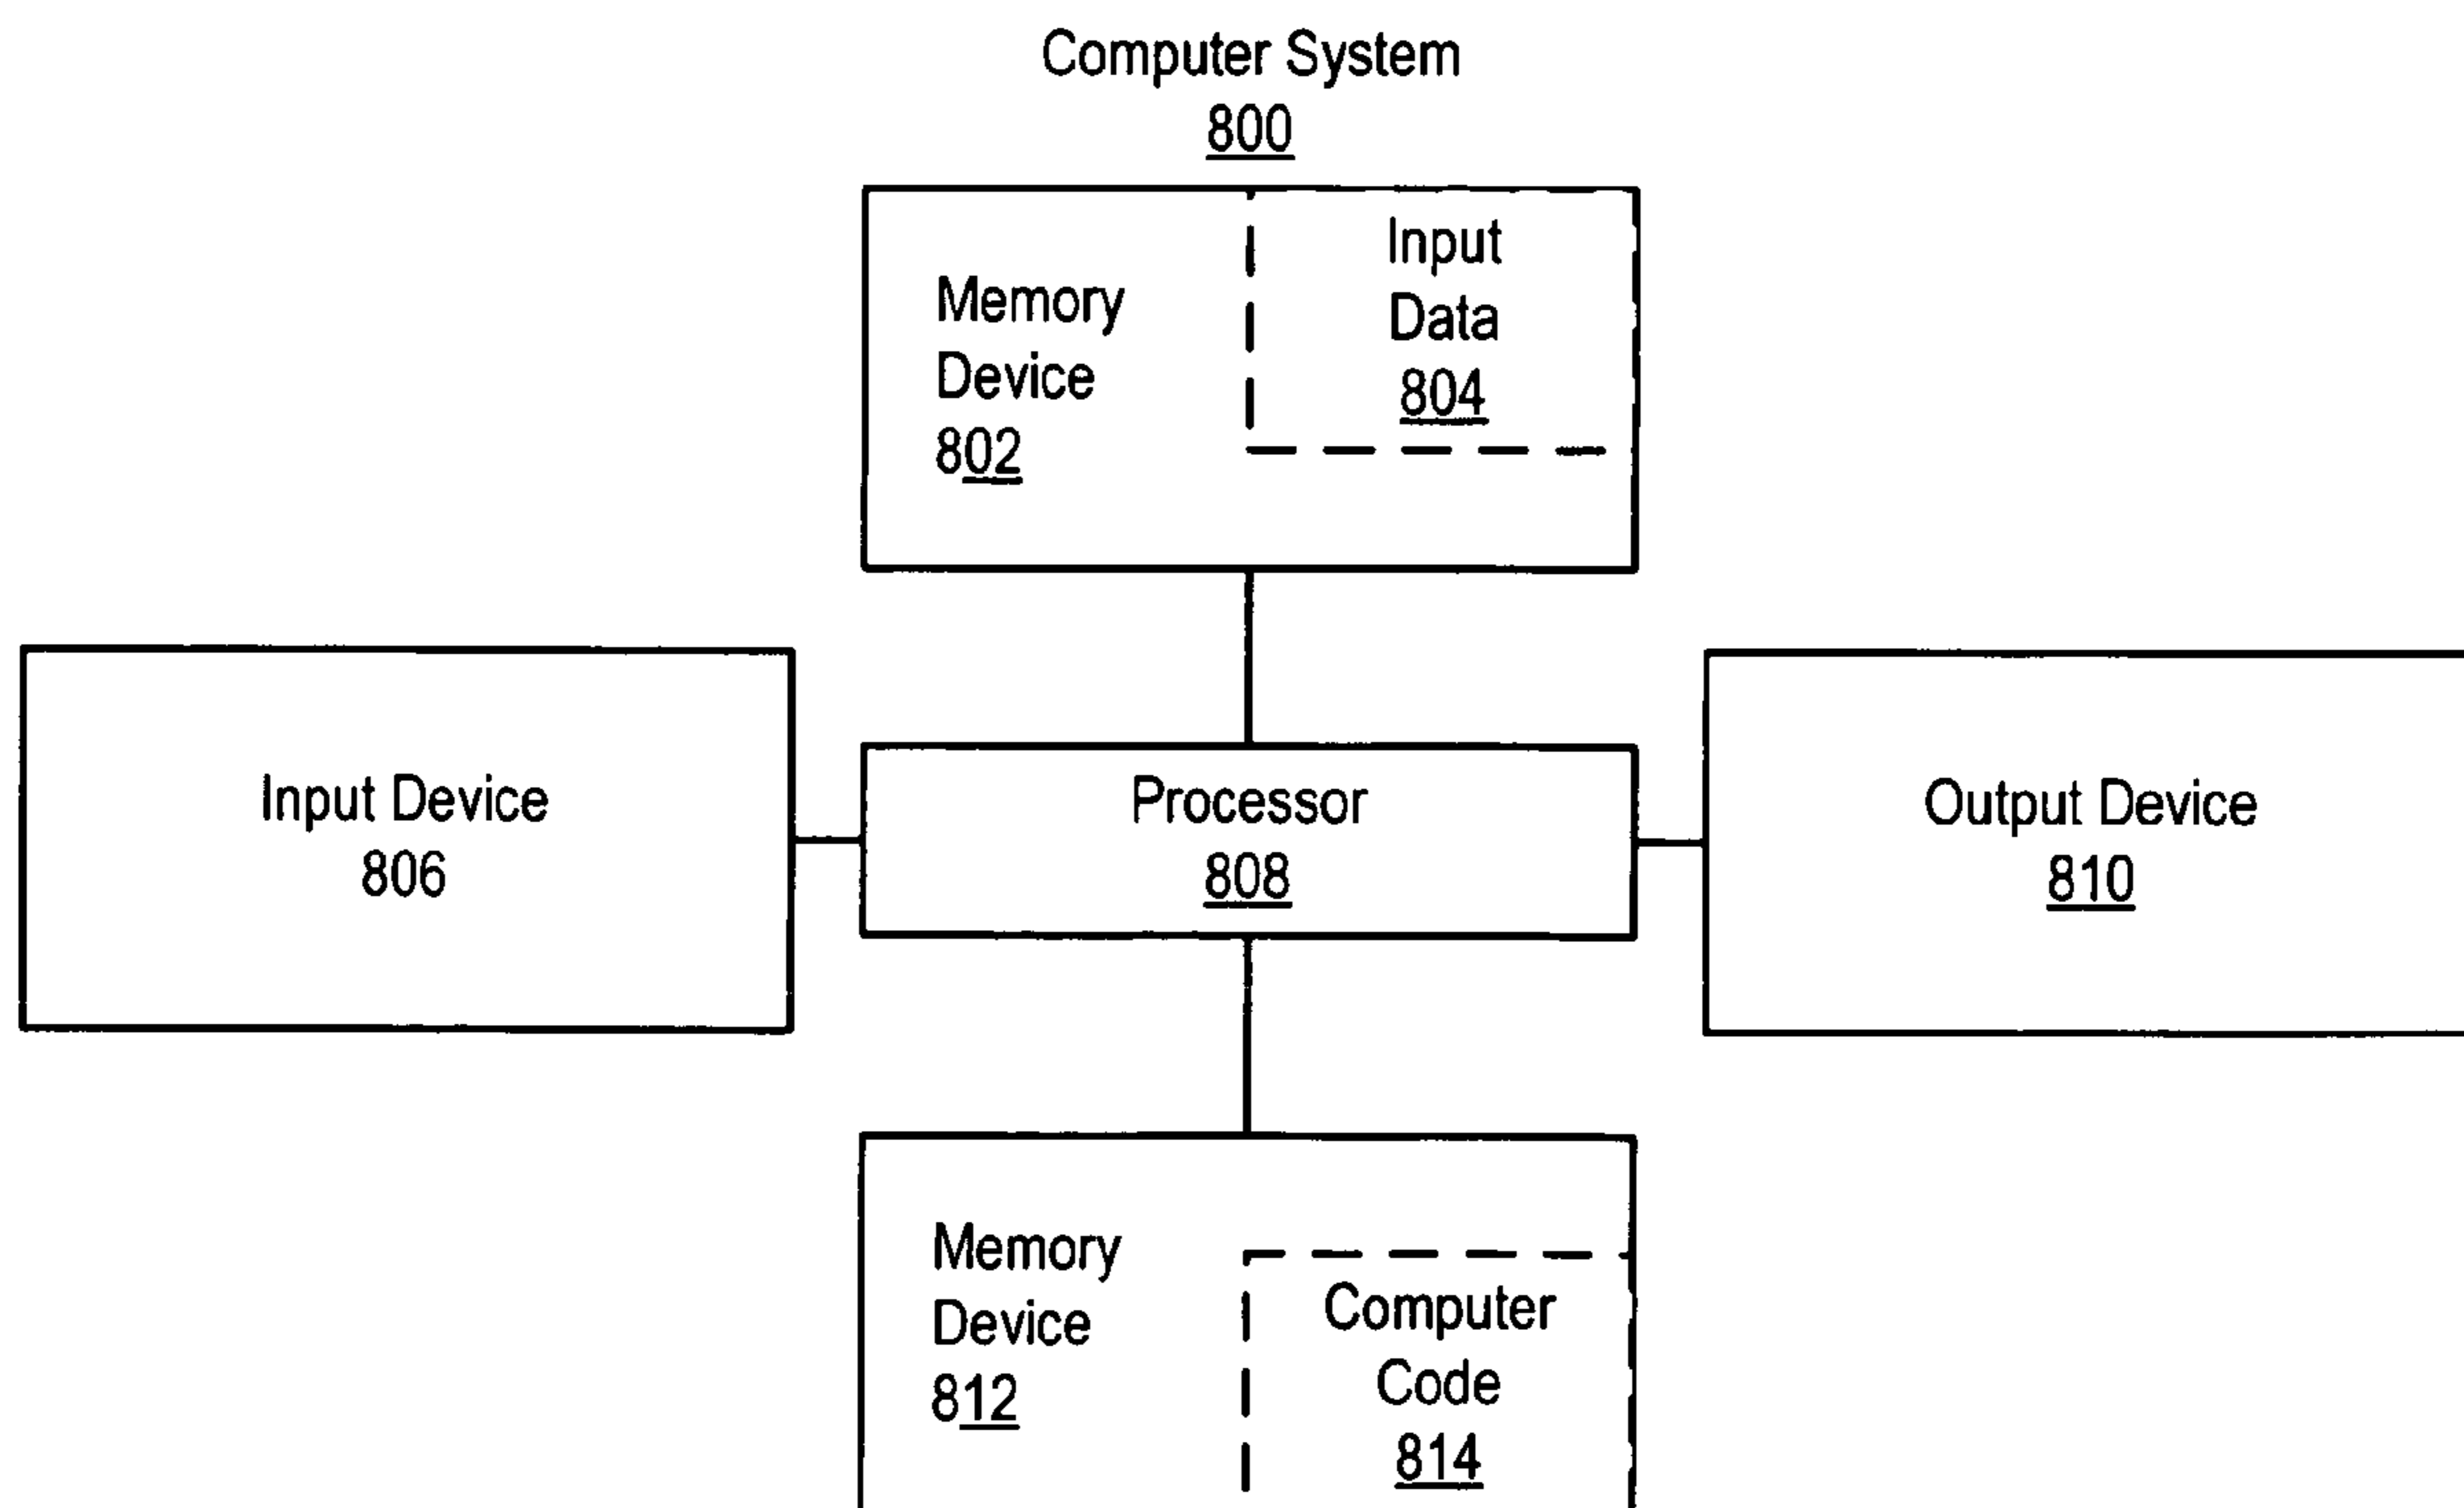 Computer System
800
Memory
Device
802
Input
Data
804
Input Device
806
Processor
808
Output Device
810
Memory
Device
812
Computer
Code
814